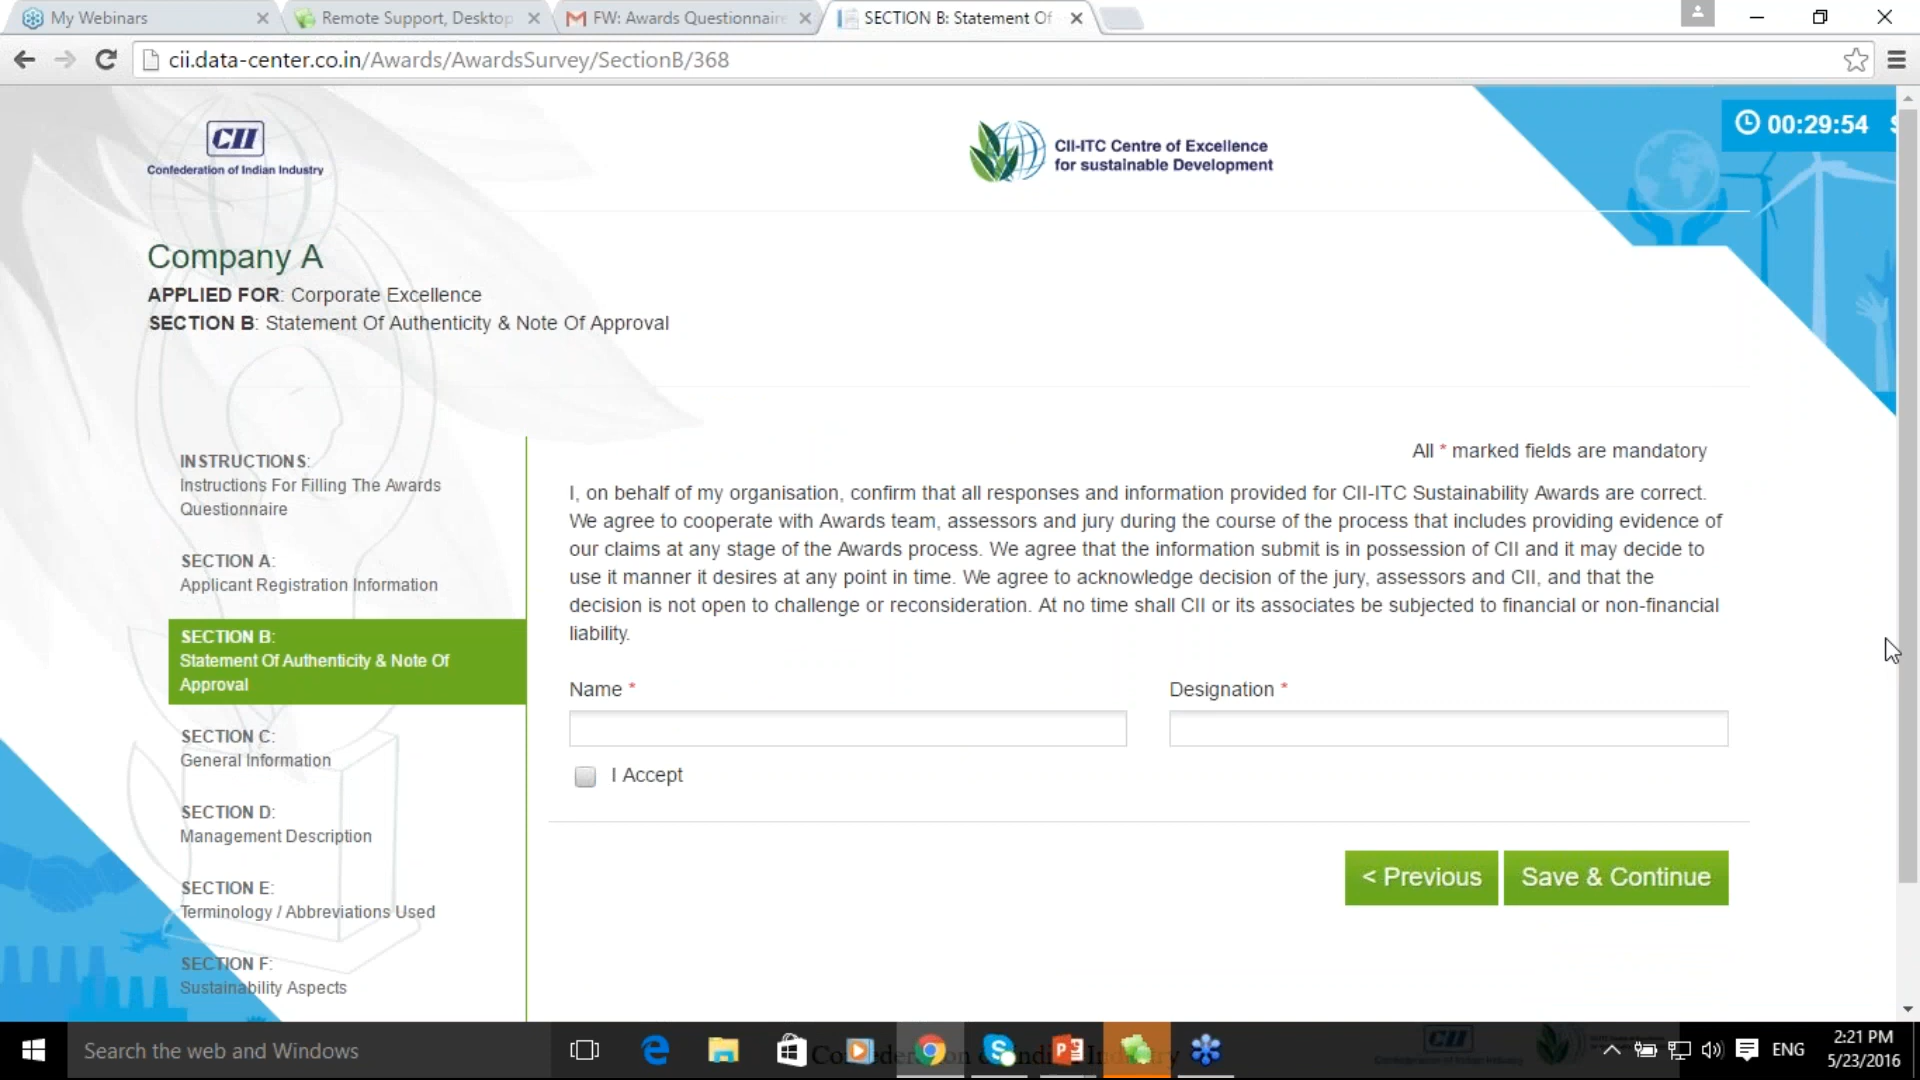 My Webinars
Remote Support, Desktop
FW: Awards Questionnaire
SECTION B: Statement Of
cii.data-center.co.in/Awards/AwardsSurvey/SectionB/368
CII
Confederation of Indian Industry
CII-ITC Centre of Excellence
for sustainable Development
00:29:54
Company A
APPLIED FOR: Corporate Excellence
SECTION B: Statement Of Authenticity & Note Of Approval
INSTRUCTIONS:
Instructions For Filling The Awards
Questionnaire
SECTION A:
Applicant Registration Information
SECTION B:
Statement Of Authenticity & Note Of
Approval
SECTION C:
General Information
SECTION D:
Management Description
SECTION E:
Terminology / Abbreviations Used
SECTION F:
Sustainability Aspects
All * marked fields are mandatory
I, on behalf of my organisation, confirm that all responses and information provided for CII-ITC Sustainability Awards are correct.
We agree to cooperate with Awards team, assessors and jury during the course of the process that includes providing evidence of
our claims at any stage of the Awards process. We agree that the information submit is in possession of CII and it may decide to
use it manner it desires at any point in time. We agree to acknowledge decision of the jury, assessors and CII, and that the
decision is not open to challenge or reconsideration. At no time shall CII or its associates be subjected to financial or non-financial
liability.
Name *
Designation *
I Accept
< Previous
Save & Continue
Search the web and Windows
Confederation of Indian Industry
ENG
2:21 PM
5/23/2016